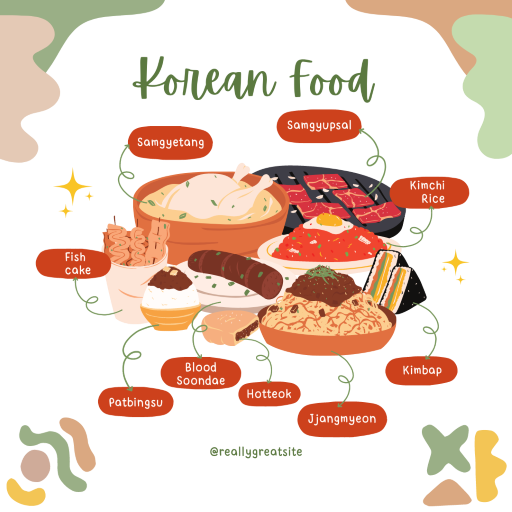 Korean Food
Samgyupsal
Samgyetang
Kimchi
Rice
Fish
cake
Blood
Soondae
Kimbap
Hotteok
Patbingsu
Jjangmyeon
@reallygreatsite